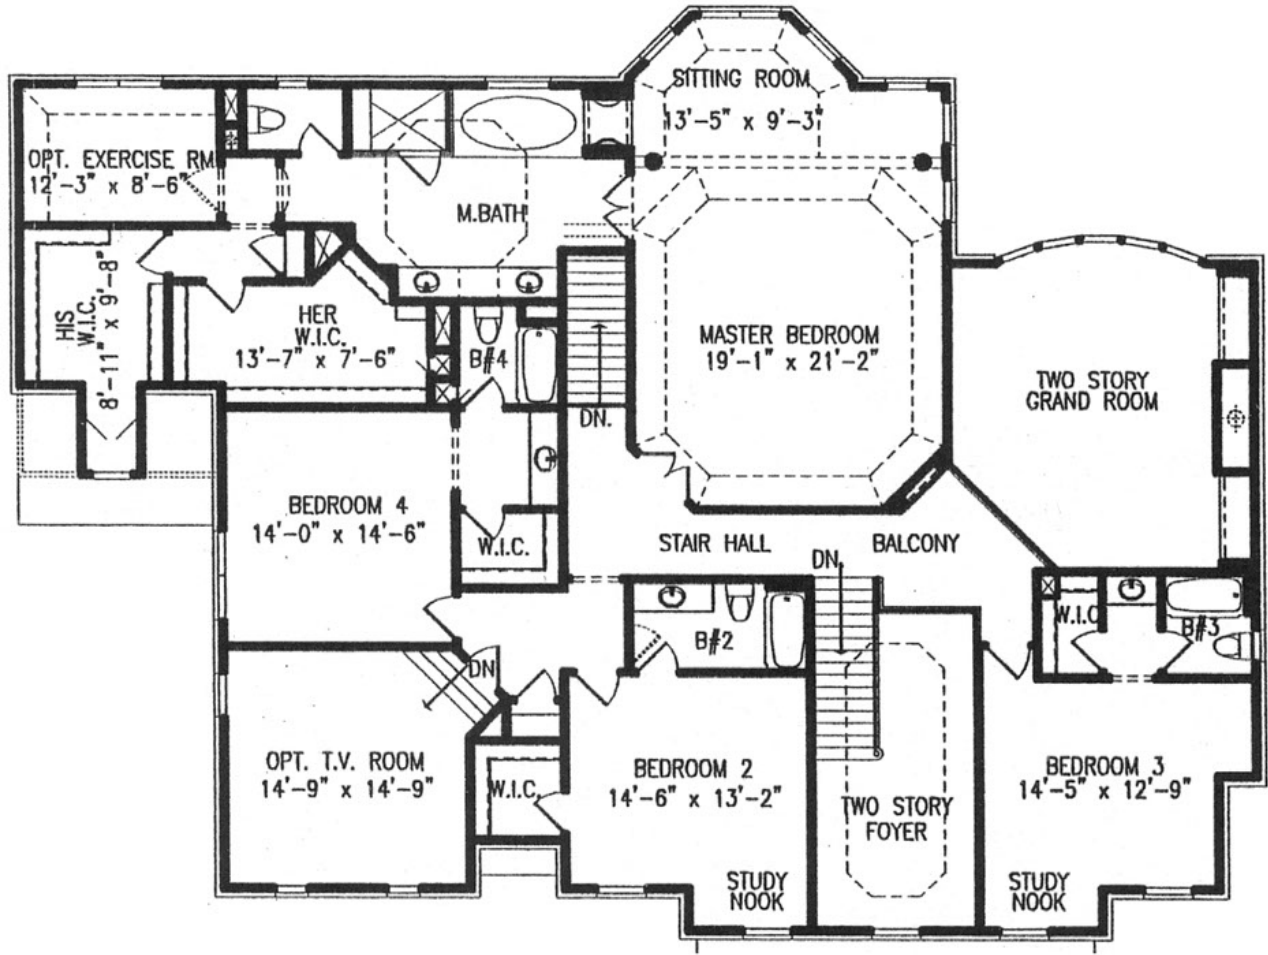 SITTING ROOM
13'-5" x 9'-3"
OPT. EXERCISE RM
12'-3" x 8'-6"
M.BATH
HIS
W.I.C.
8'-11" x 9'-8"
HER
W.I.C.
13'-7" x 7'-6"
B#4
DN.
MASTER BEDROOM
19'-1" x 21'-2"
TWO STORY
GRAND ROOM
BEDROOM 4
14'-0" x 14'-6"
W.I.C.
STAIR HALL
BALCONY
DN.
B#2
W.I.C
B#3
DN
OPT. T.V. ROOM
14'-9" x 14'-9"
W.I.C.
BEDROOM 2
14'-6" x 13'-2"
TWO STORY
FOYER
BEDROOM 3
14'-5" x 12'-9"
STUDY
NOOK
STUDY
NOOK